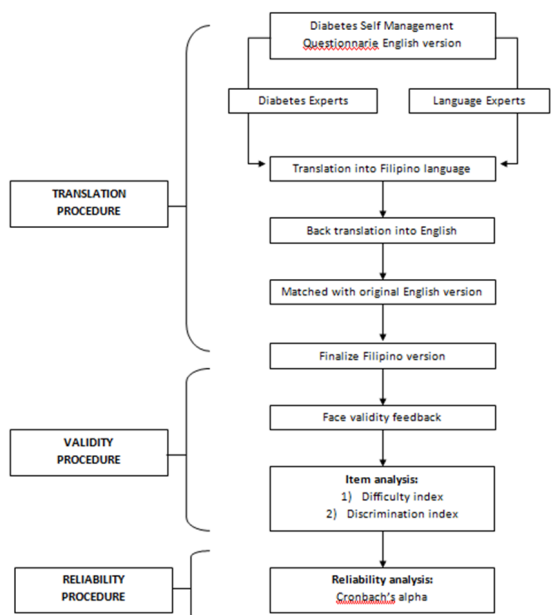 Diabetes Self Management
Questionnarie English version
Diabetes Experts
Language Experts
Translation into Filipino language
TRANSLATION
PROCEDURE
Back translation into English
Matched with original English version
Finalize Filipino version
Face validity feedback
VALIDITY
PROCEDURE
Item analysis:
1) Difficulty index
2) Discrimination index
RELIABILITY
PROCEDURE
Reliability analysis:
Cronbach's alpha